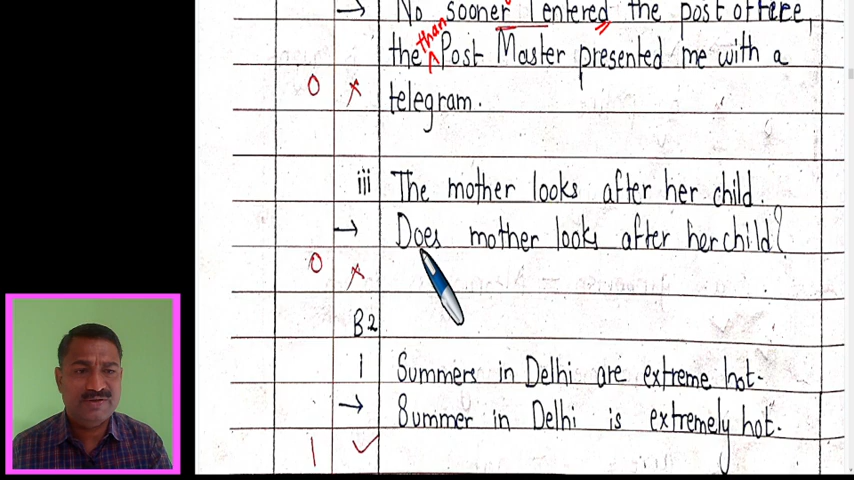 → No sooner I entered the post office,
than
the ^ Post Master presented me with a
0 x telegram.
iii The mother looks after her child.
→ Does mother looks after her child?
0 x
B2
i Summers in Delhi are extreme hot.
→ Summer in Delhi is extremely hot.
1 ✓